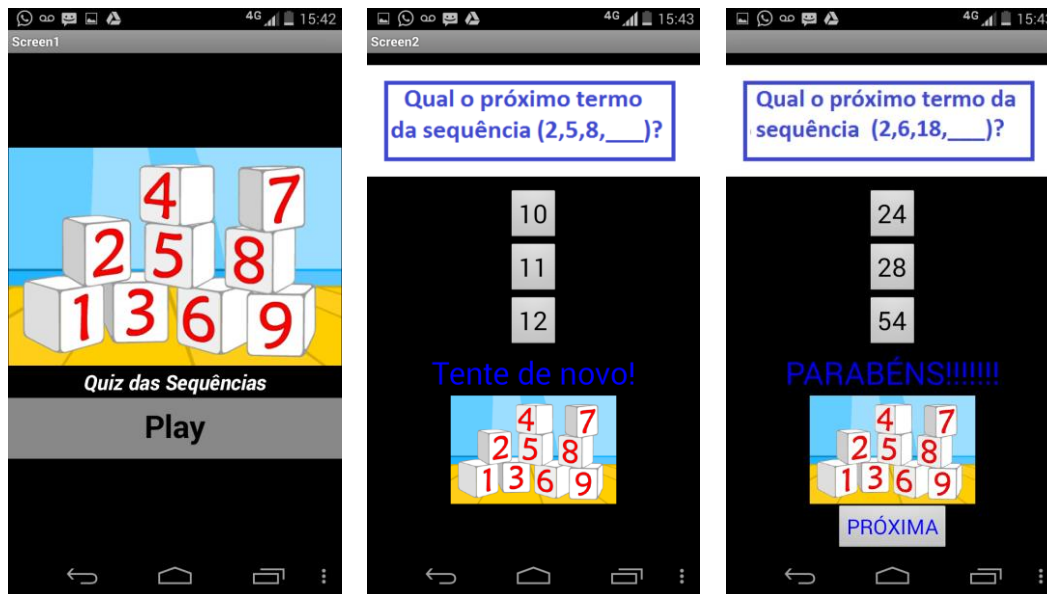 4G 15:42
Screen1
4 7
2 5 8
1 3 6 9
Quiz das Sequências
Play
4G 15:43
Screen2
Qual o próximo termo
da sequência (2,5,8,___)?
10
11
12
Tente de novo!
4 7
2 5 8
1 3 6 9
4G 15:43
Qual o próximo termo da
sequência (2,6,18,___)?
24
28
54
PARABÉNS!!!!!!!
4 7
2 5 8
1 3 6 9
PRÓXIMA